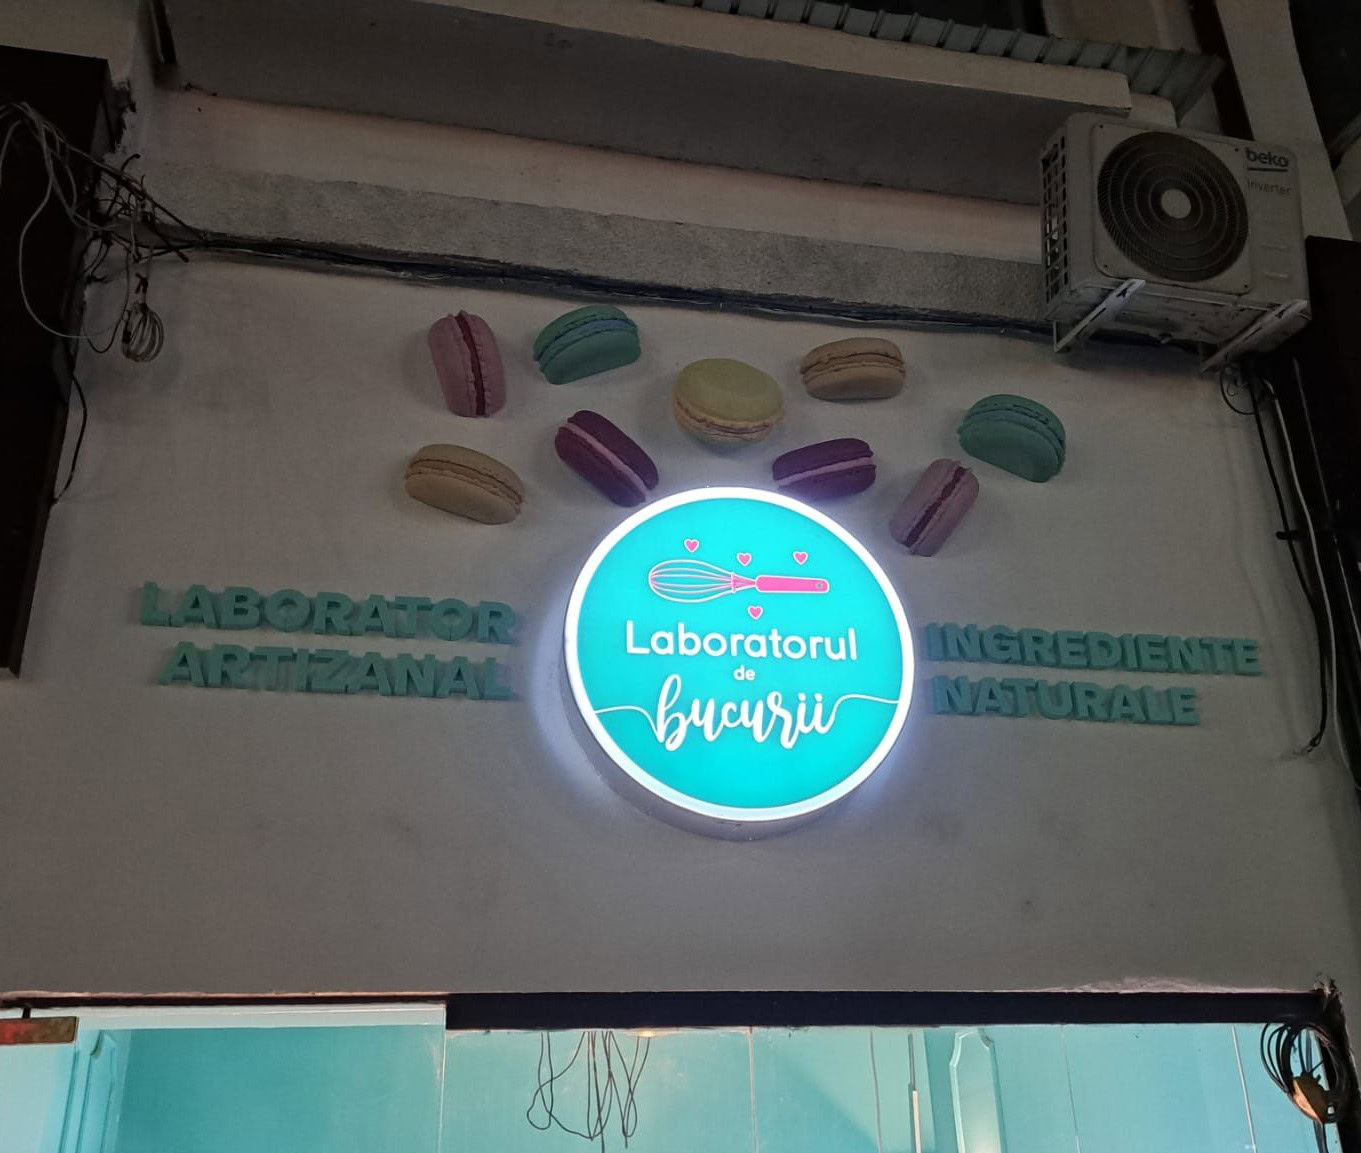 beko
inverter
LABORATOR
ARTIZANAL
Laboratorul
de
bucurii
INGREDIENTE
NATURALE